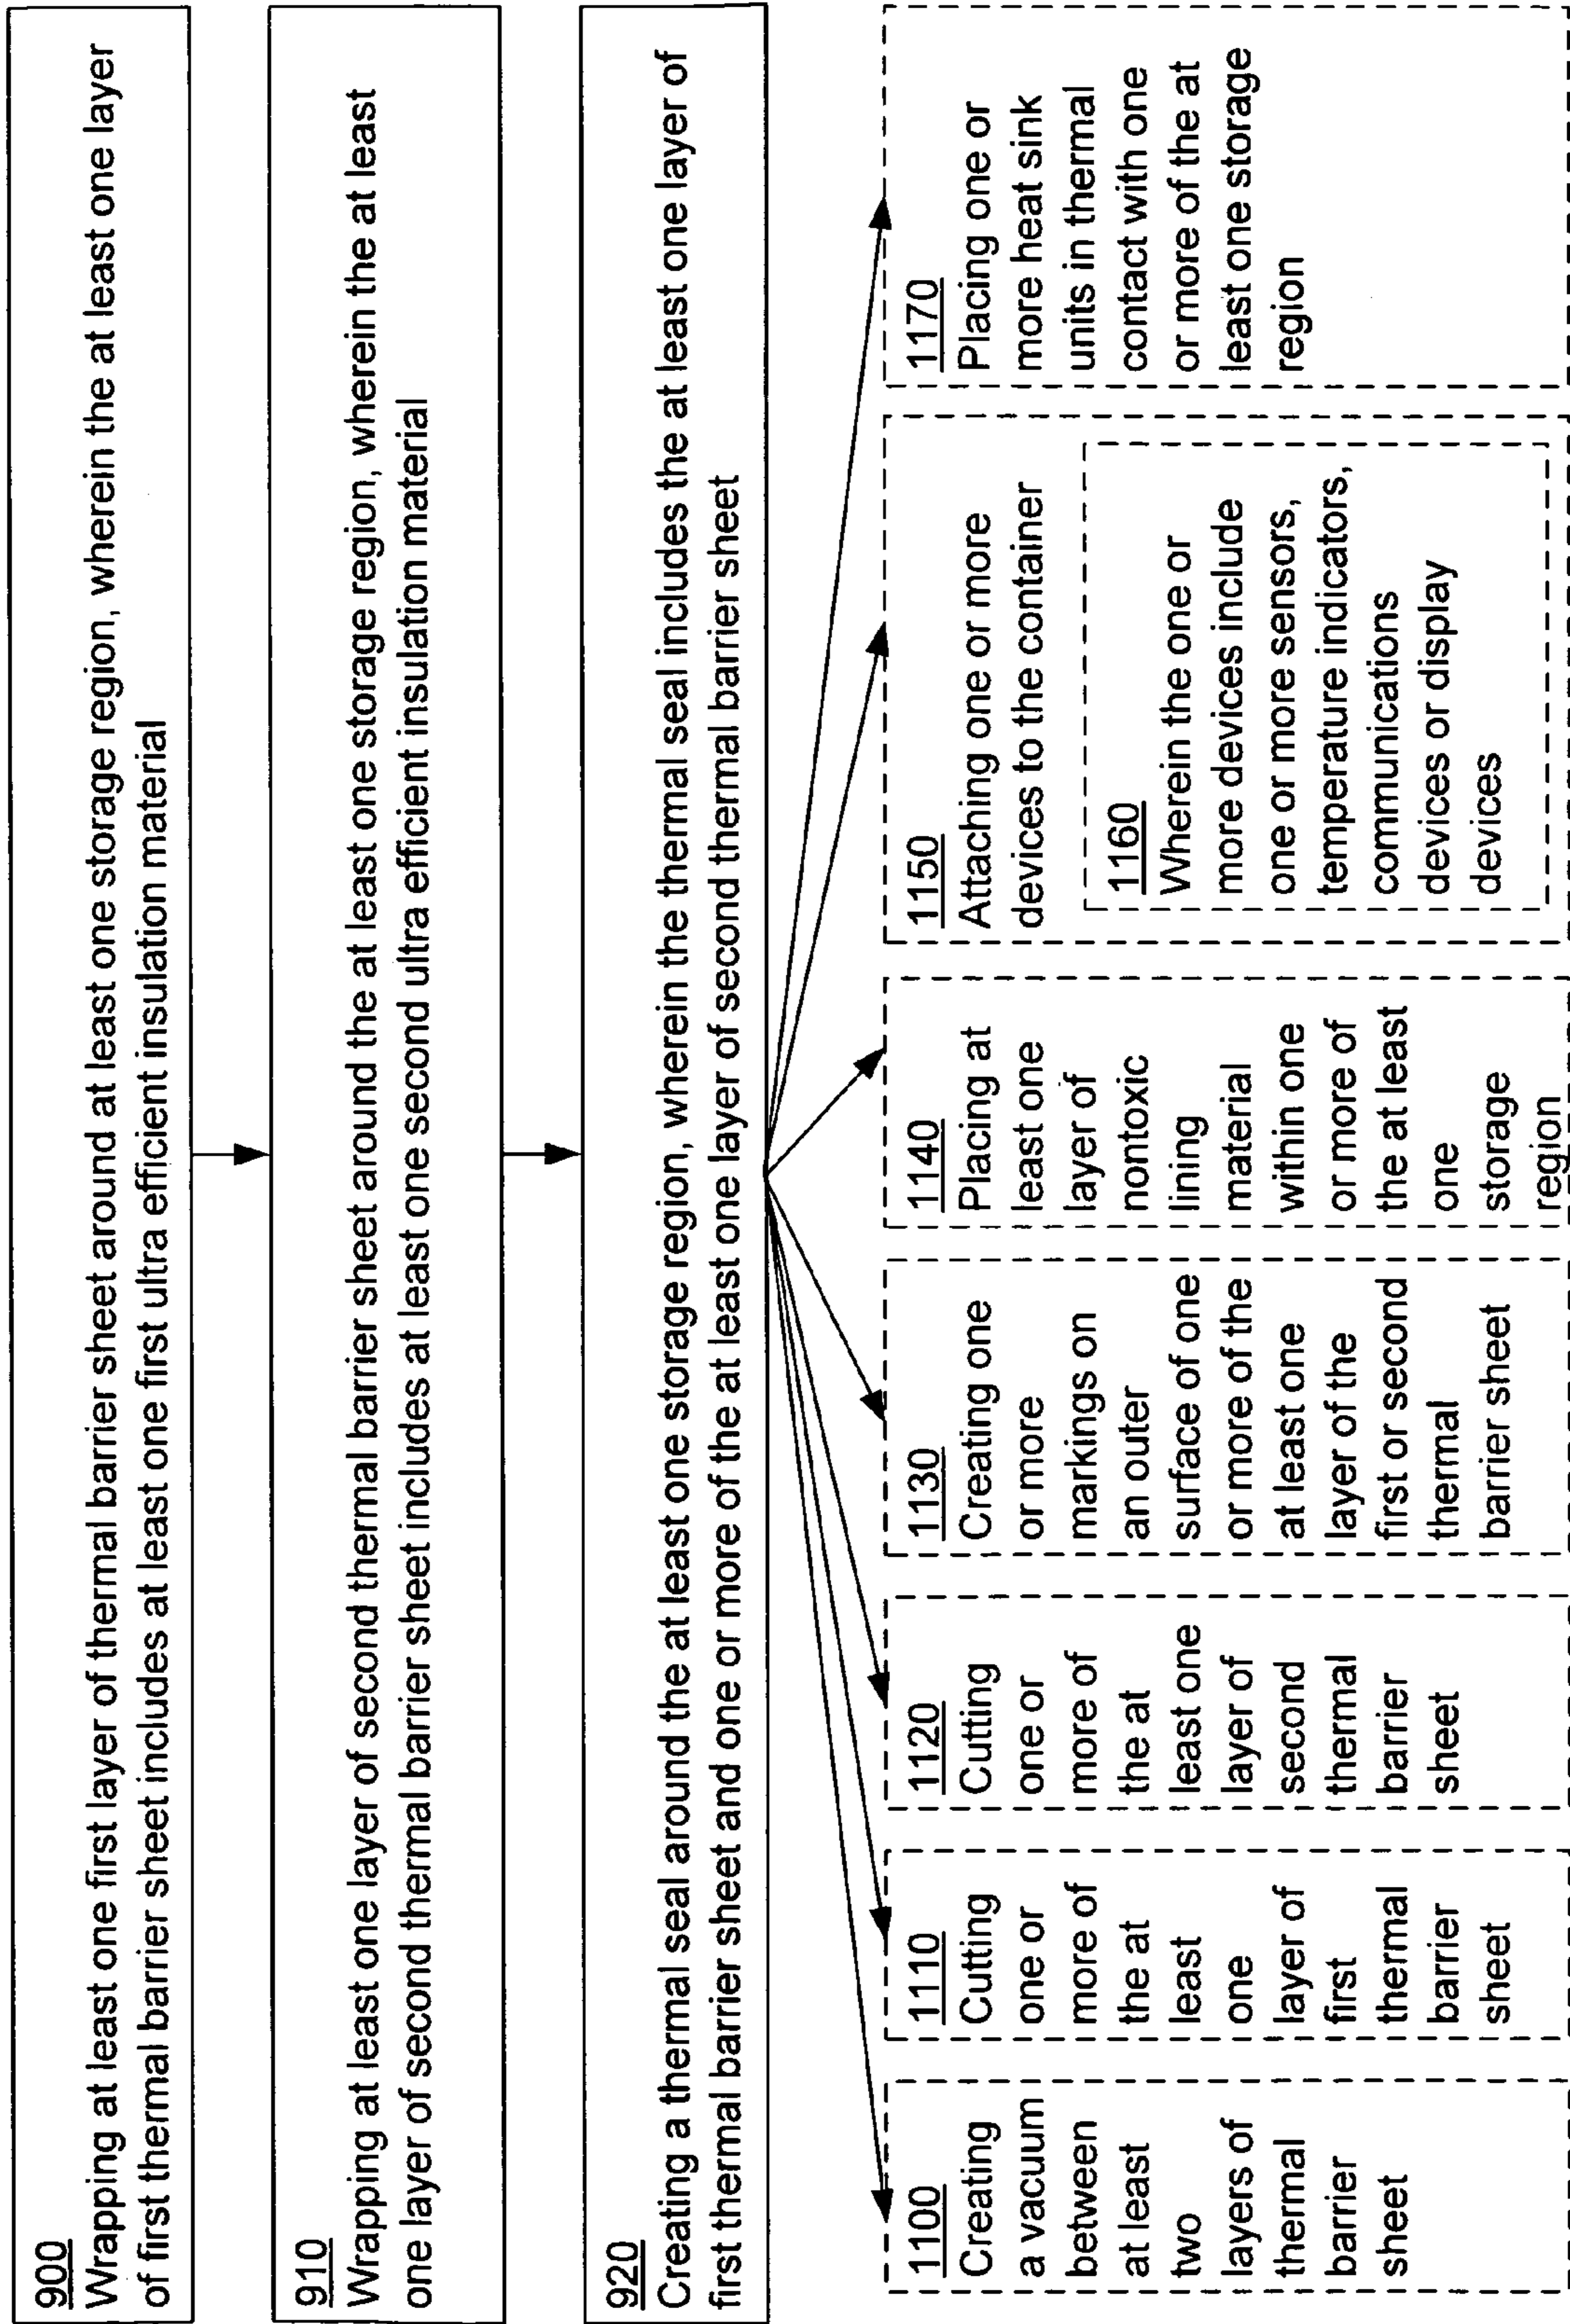 900
Wrapping at least one first layer of thermal barrier sheet around at least one storage region, wherein the at least one layer
of first thermal barrier sheet includes at least one first ultra efficient insulation material
910
Wrapping at least one layer of second thermal barrier sheet around the at least one storage region, wherein the at least
one layer of second thermal barrier sheet includes at least one second ultra efficient insulation material
920
Creating a thermal seal around the at least one storage region, wherein the thermal seal includes the at least one layer of
first thermal barrier sheet and one or more of the at least one layer of second thermal barrier sheet
1100
Creating
a vacuum
between
at least
two
layers of
thermal
barrier
sheet
1110
Cutting
one or
more of
the at
least
one
layer of
first
thermal
barrier
sheet
1120
Cutting
one or
more of
the at
least one
layer of
second
thermal
barrier
sheet
1130
Creating one
or more
markings on
an outer
surface of one
or more of the
at least one
layer of the
first or second
thermal
barrier sheet
1140
Placing at
least one
layer of
nontoxic
lining
material
within one
or more of
the at least
one
storage
region
1150
Attaching one or more
devices to the container
1160
Wherein the one or
more devices include
one or more sensors,
temperature indicators,
communications
devices or display
devices
1170
Placing one or
more heat sink
units in thermal
contact with one
or more of the at
least one storage
region